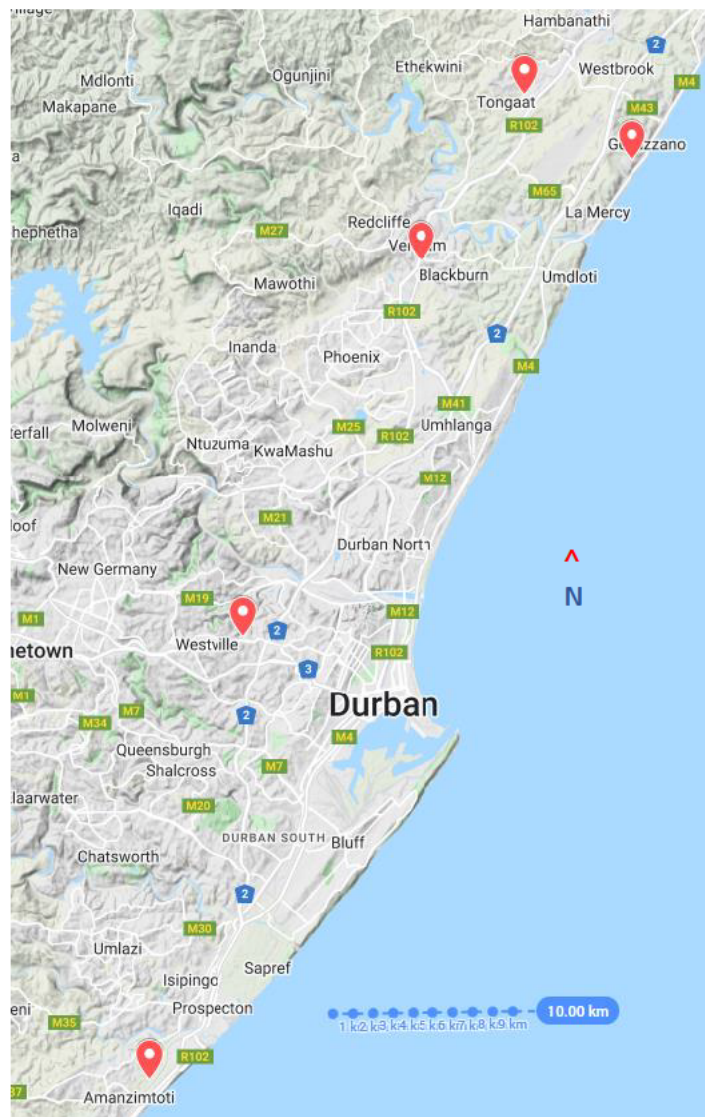 Hambanathi
2
Ethekwini
Westbrook
Ogunjini
Mdlonti
M4
Tongaat
Makapane
M43
R102
M65
Iqadi
La Mercy
Redcliffe
M27
Blackburn
Umdloti
Mawothi
R102
2
Inanda
Phoenix
M4
M41
Molweni
M25
R102
Umhlanga
Ntuzuma
KwaMashu
M12
M21
Durban North
^
New Germany
N
M19
M12
M1
2
Westville
R102
3
M1
Durban
M7
2
M34
M4
Queensburgh
M7
Shalcross
M20
DURBAN SOUTH
Bluff
Chatsworth
2
M30
Umlazi
Sapref
Isipingo
Prospecton
10.00 km
M35
R102
Amanzimtoti